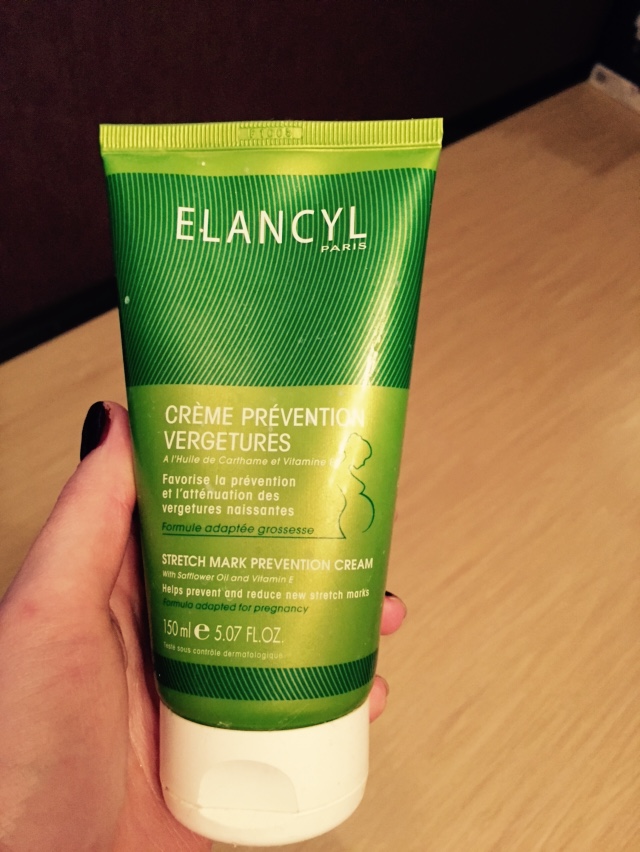 ELANCYL
PARIS
CRÈME PRÉVENTION
VERGETURES
A l'Huile de Carthame et Vitamine
Favorise la prévention
et l'atténuation des
vergetures naissantes
Formule adaptée grossesse
STRETCH MARK PREVENTION CREAM
With Safflower Oil and Vitamin E
Helps prevent and reduce new stretch marks
Formula adapted for pregnancy
150 ml e 5.07 FL.OZ.
Testé sous contrôle dermatologique